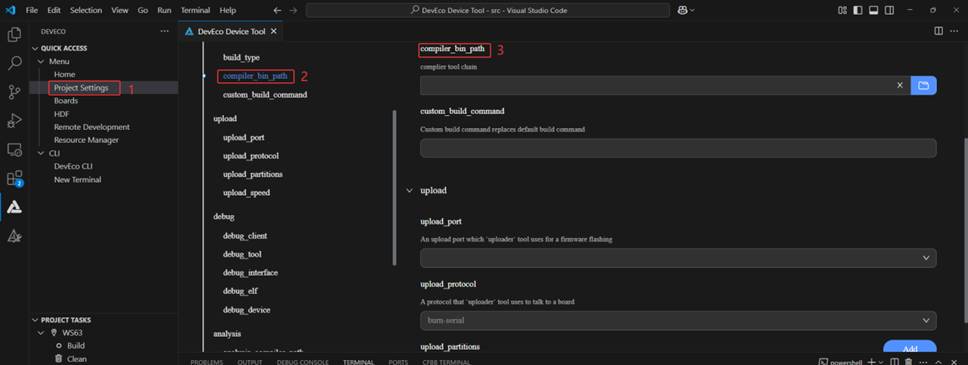 File Edit Selection View Go Run Terminal Help
DevEco Device Tool - src - Visual Studio Code
DEVECO
QUICK ACCESS
Menu
Home
Project Settings 1
Boards
HDF
Remote Development
Resource Manager
CLI
DevEco CLI
New Terminal
2
PROJECT TASKS
WS63
Build
Clean
DevEco Device Tool
build_type
compiler_bin_path 2
custom_build_command
upload
upload_port
upload_protocol
upload_partitions
upload_speed
debug
debug_client
debug_tool
debug_interface
debug_elf
debug_device
analysis
analysis_compiler_path
compiler_bin_path 3
complier tool chain
custom_build_command
Custom build command replaces default build command
upload
upload_port
An upload port which `uploader` tool uses for a firmware flashing
upload_protocol
A protocol that `uploader` tool uses to talk to a board
burn-serial
upload_partitions
Add
PROBLEMS OUTPUT DEBUG CONSOLE TERMINAL PORTS CFBB TERMINAL
powershell